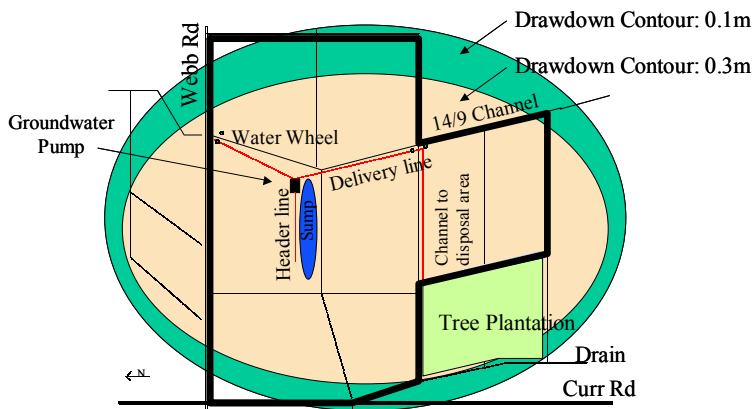 Drawdown Contour: 0.1m
Webb Rd
Drawdown Contour: 0.3m
14/9 Channel
Groundwater
Pump
Water Wheel
Delivery line
Header line
Sump
Channel to
disposal area
Tree Plantation
Drain
N
Curr Rd